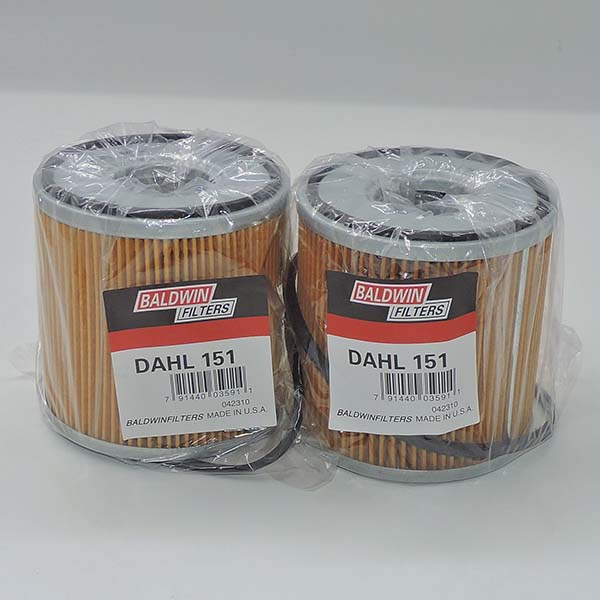 BALDWIN
FILTERS
DAHL 151
7 91440 03591 1
042310
BALDWINFILTERS MADE IN U.S.A.
BALDWIN
FILTERS
DAHL 151
7 91440 03591 1
042310
BALDWINFILTERS MADE IN U.S.A.